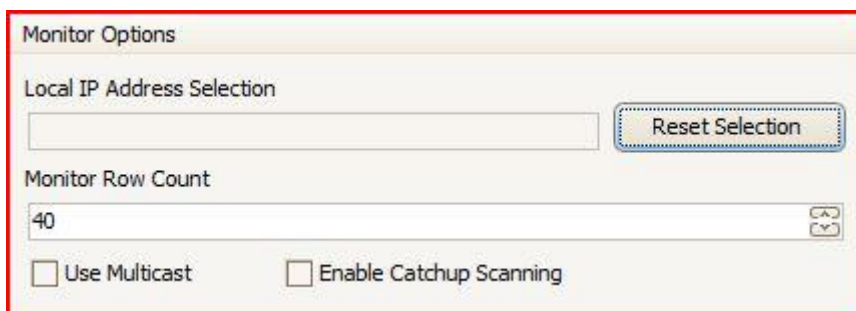 Monitor Options
Local IP Address Selection
Reset Selection
Monitor Row Count
40
Use Multicast Enable Catchup Scanning